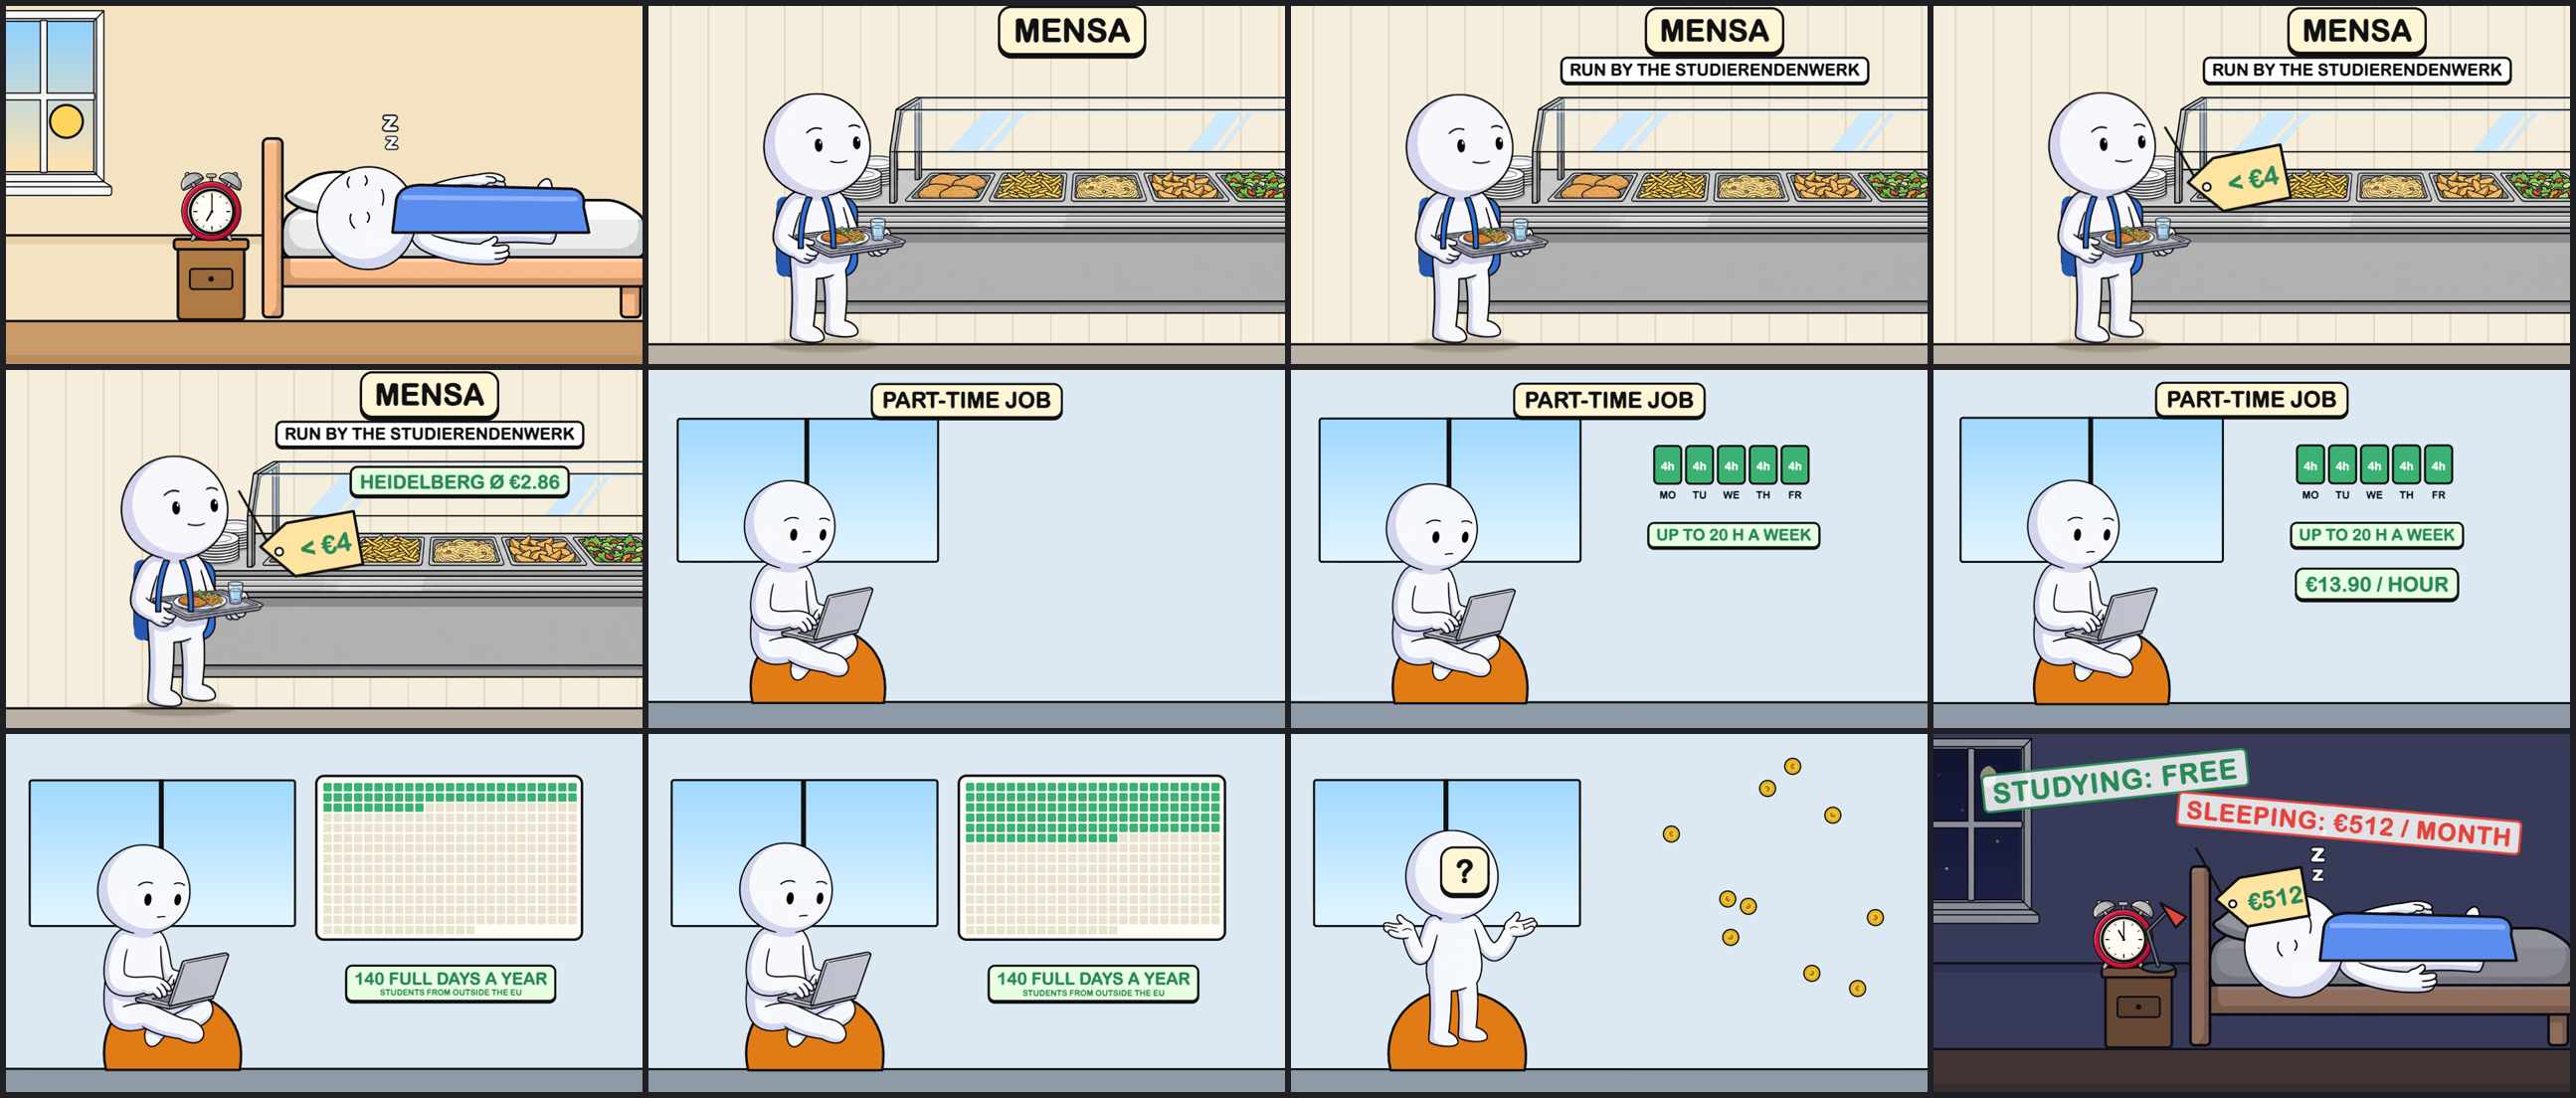 Z
Z
MENSA
MENSA
RUN BY THE STUDIERENDENWERK
MENSA
RUN BY THE STUDIERENDENWERK
< €4
MENSA
RUN BY THE STUDIERENDENWERK
HEIDELBERG Ø €2.86
< €4
PART-TIME JOB
PART-TIME JOB
4h 4h 4h 4h 4h
MO TU WE TH FR
UP TO 20 H A WEEK
PART-TIME JOB
4h 4h 4h 4h 4h
MO TU WE TH FR
UP TO 20 H A WEEK
€13.90 / HOUR
140 FULL DAYS A YEAR
STUDENTS FROM OUTSIDE THE EU
140 FULL DAYS A YEAR
STUDENTS FROM OUTSIDE THE EU
?
STUDYING: FREE
SLEEPING: €512 / MONTH
Z
Z
€512